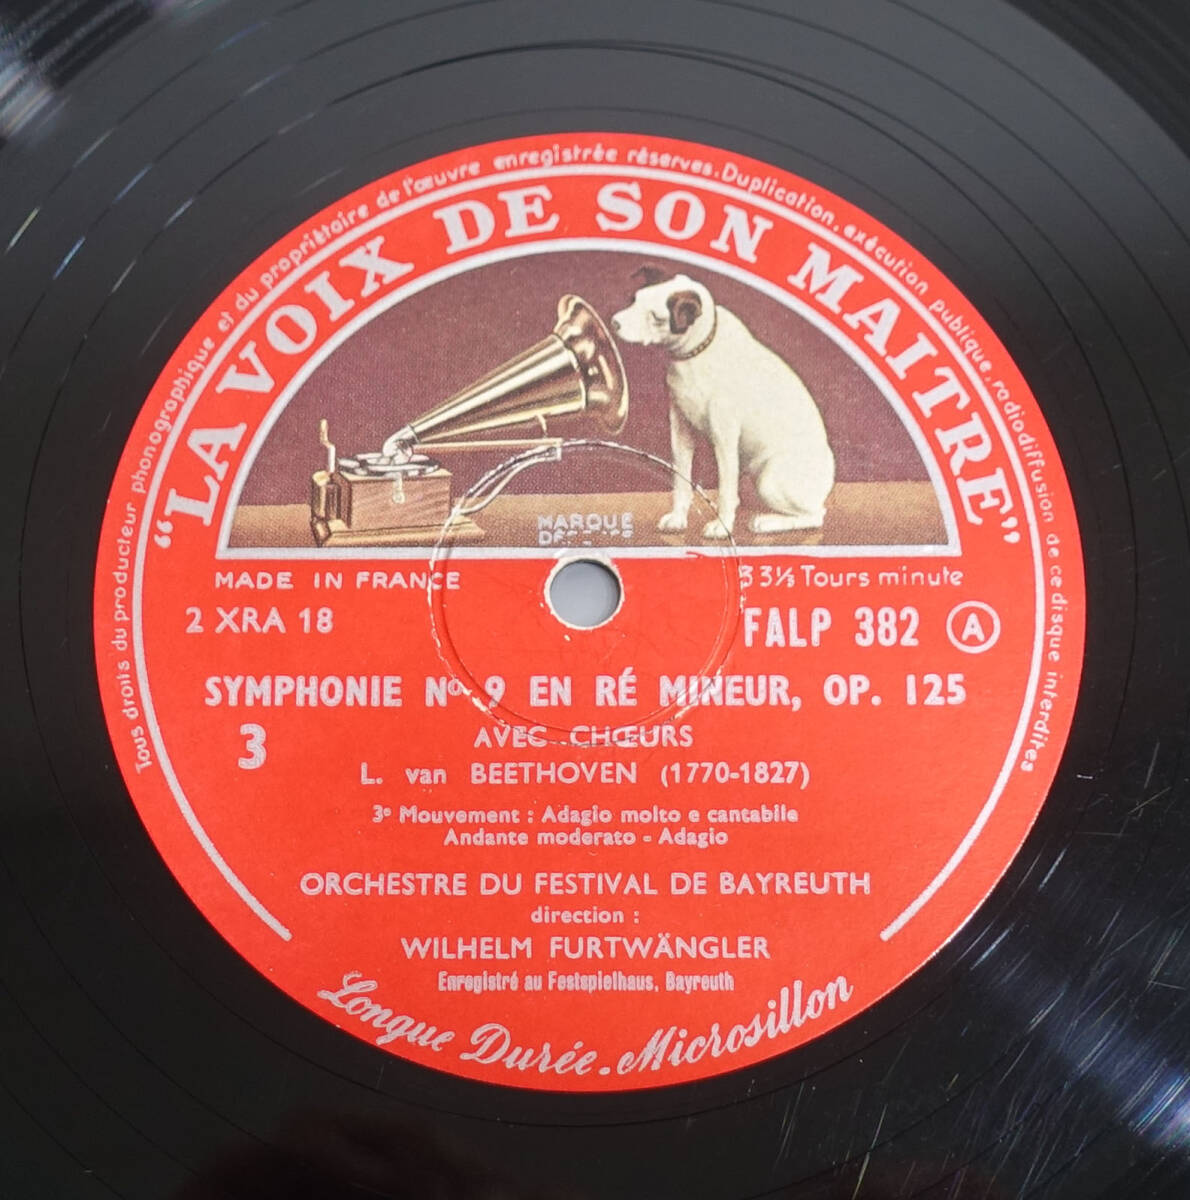 Tous droits du producteur phonographique et du propriétaire de l'œuvre enregistrée réservés. Duplication, exécution publique, radiodiffusion de ce disque interdites
“LA VOIX DE SON MAITRE”
MARQUE
MADE IN FRANCE
33⅓ Tours minute
2 XRA 18
FALP 382 Ⓐ
SYMPHONIE No 9 EN RÉ MINEUR, OP. 125
3
AVEC CHŒURS
L. van BEETHOVEN (1770-1827)
3e Mouvement : Adagio molto e cantabile
Andante moderato - Adagio
ORCHESTRE DU FESTIVAL DE BAYREUTH
direction :
WILHELM FURTWÄNGLER
Enregistré au Festspielhaus, Bayreuth
Longue Durée. Microsillon